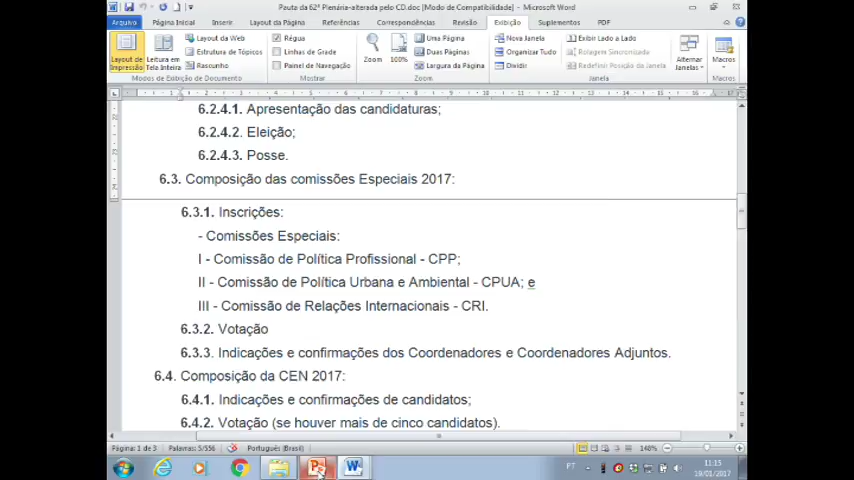 Pauta da 62ª Plenária-alterada pelo CD.doc [Modo de Compatibilidade] - Microsoft Word
Arquivo Página Inicial Inserir Layout da Página Referências Correspondências Revisão Exibição Suplementos PDF
Layout de Impressão
Leitura em Tela Inteira
Layout da Web
Estrutura de Tópicos
Rascunho
Modos de Exibição de Documento
Régua
Linhas de Grade
Painel de Navegação
Mostrar
Zoom
100%
Uma Página
Duas Páginas
Largura da Página
Zoom
Nova Janela
Organizar Tudo
Dividir
Exibir Lado a Lado
Rolagem Sincronizada
Redefinir Posição da Janela
Janela
Alternar Janelas
Macros
Macros
6.2.4.1. Apresentação das candidaturas;
6.2.4.2. Eleição;
6.2.4.3. Posse.
6.3. Composição das comissões Especiais 2017:
6.3.1. Inscrições:
- Comissões Especiais:
I - Comissão de Política Profissional - CPP;
II - Comissão de Política Urbana e Ambiental - CPUA; e
III - Comissão de Relações Internacionais - CRI.
6.3.2. Votação
6.3.3. Indicações e confirmações dos Coordenadores e Coordenadores Adjuntos.
6.4. Composição da CEN 2017:
6.4.1. Indicações e confirmações de candidatos;
6.4.2. Votação (se houver mais de cinco candidatos).
Página: 1 de 3 Palavras: 5/556 Português (Brasil) 148%
PT 11:15
19/01/2017